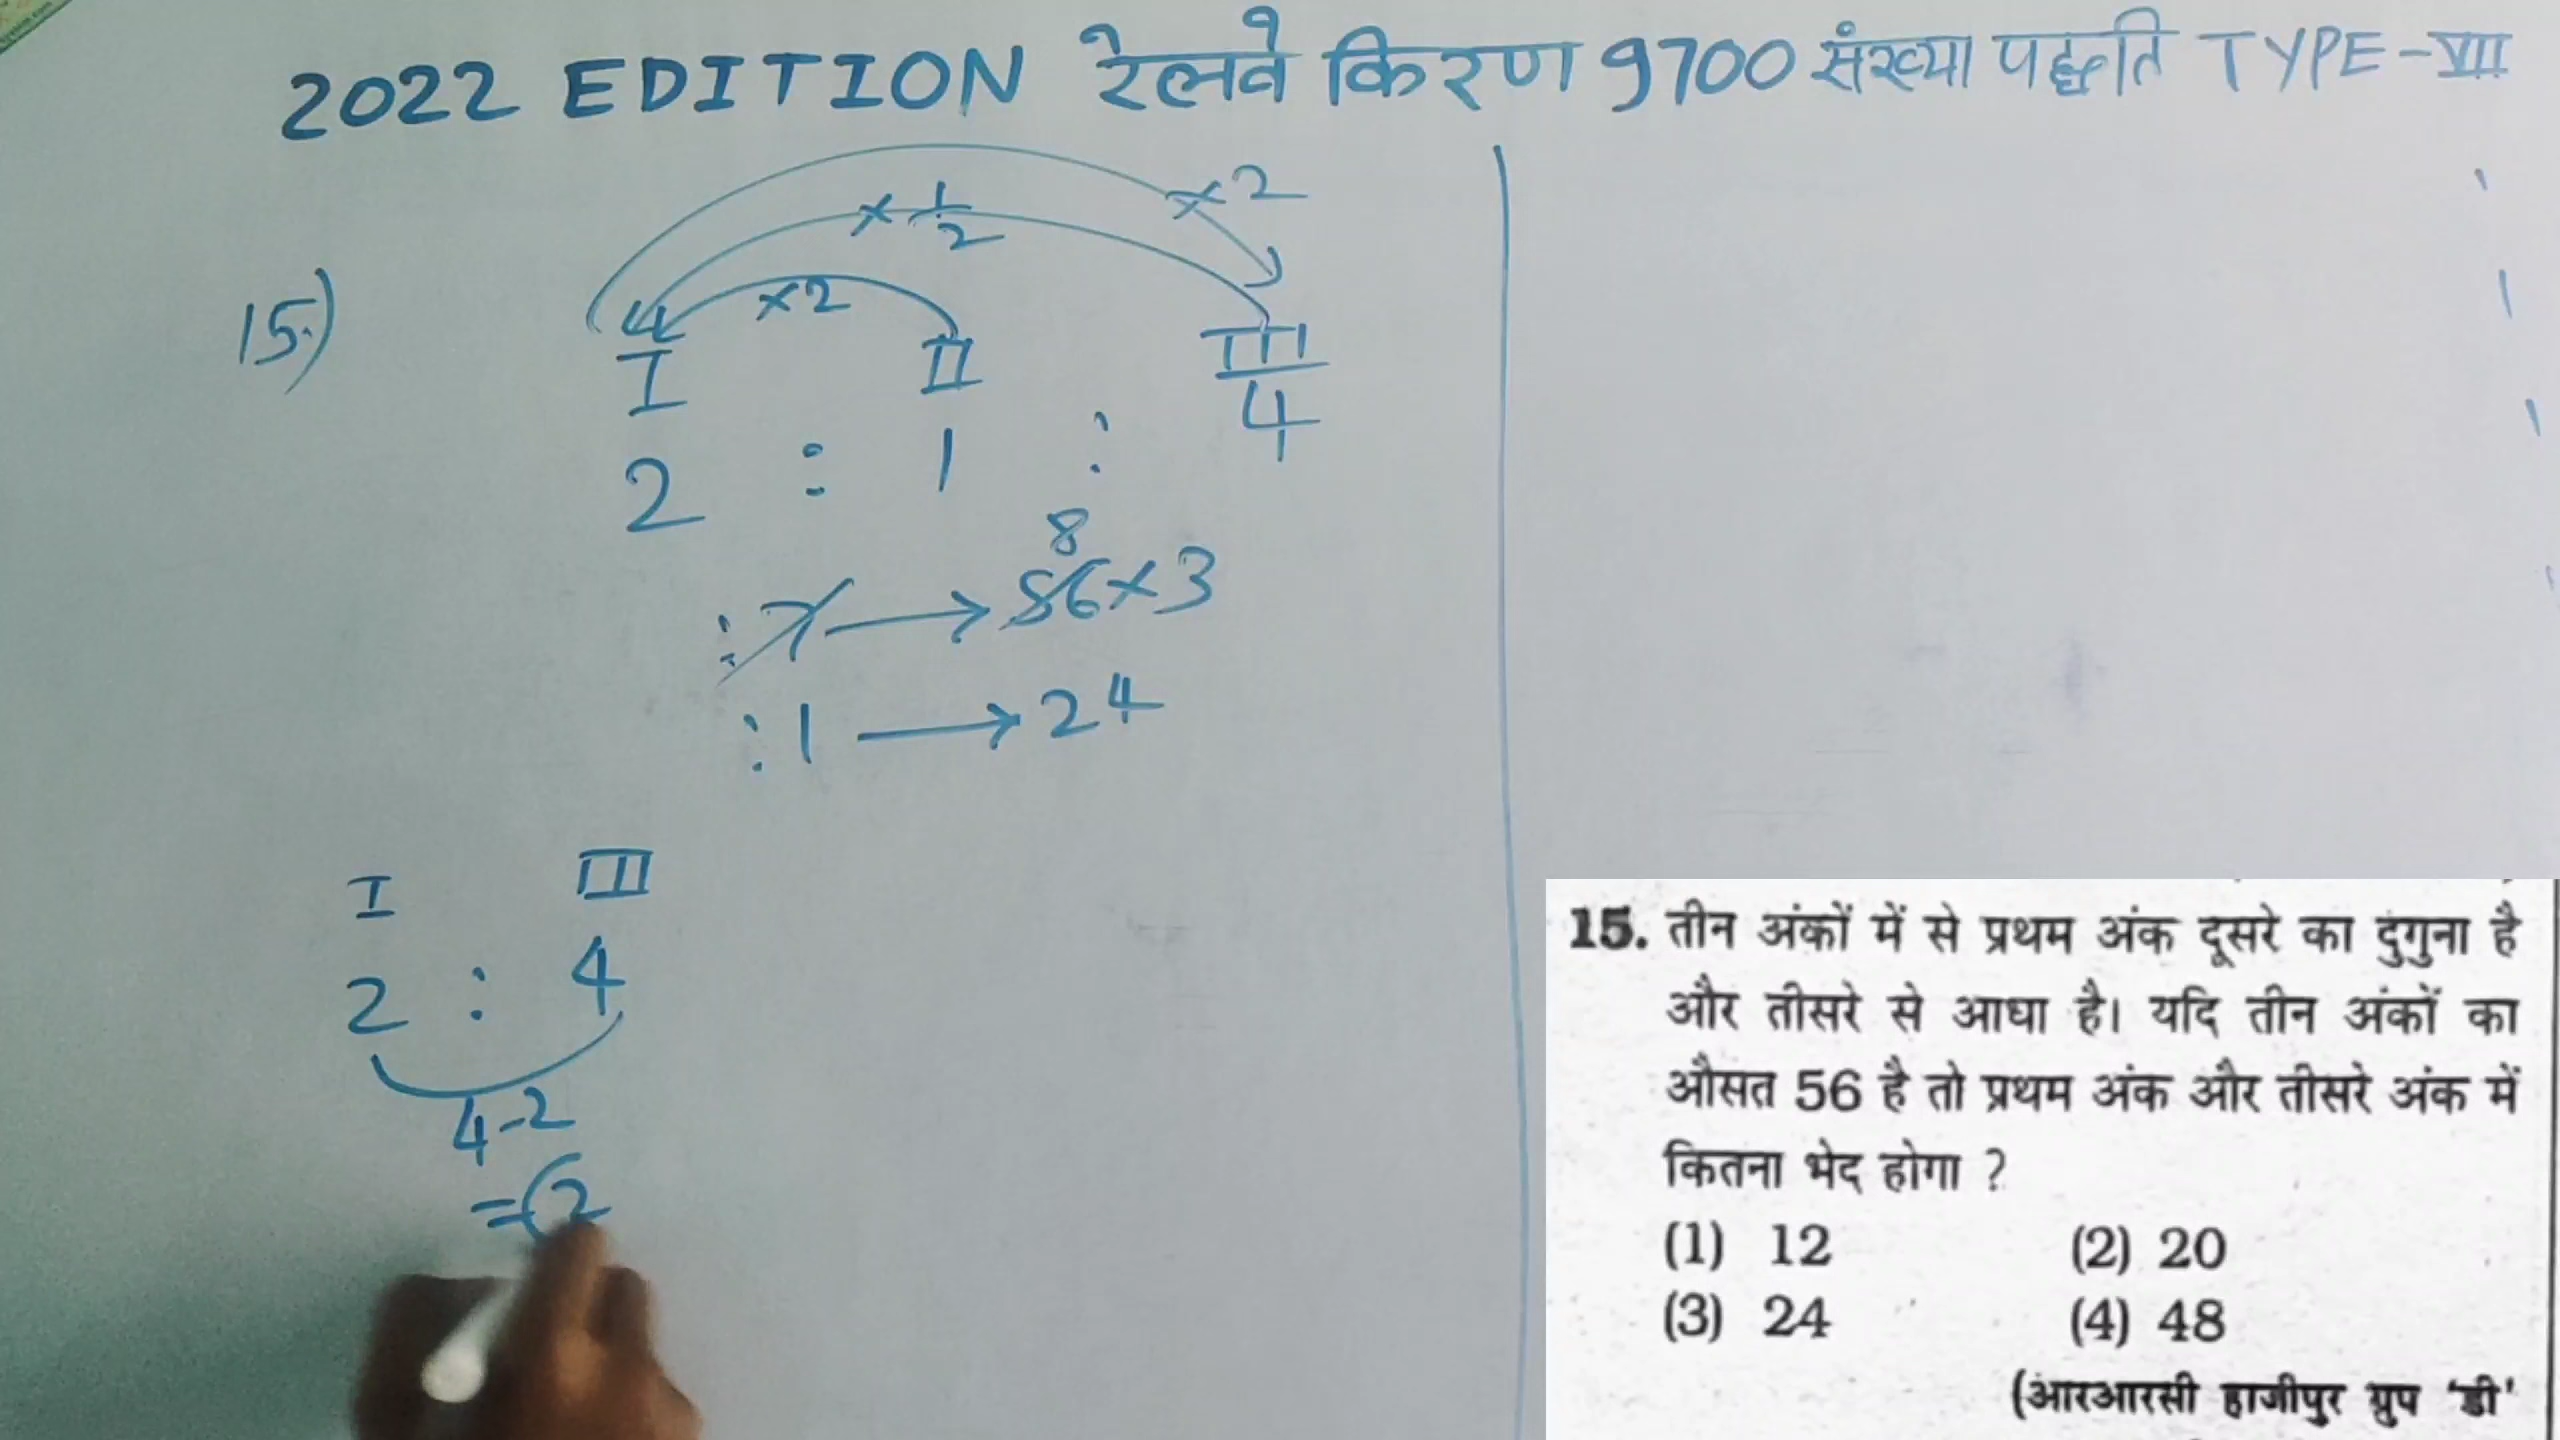 2022 EDITION रेलवे किरण 9700 संख्या पद्धति TYPE-VII
×2
×1/2
×2
15.)
4
I II III
4
2 : 1 :
8
: 7 → 56×3
: 1 → 24
I III
2 : 4
4-2
=2
15. तीन अंकों में से प्रथम अंक दूसरे का दुगुना है
और तीसरे से आधा है। यदि तीन अंकों का
औसत 56 है तो प्रथम अंक और तीसरे अंक में
कितना भेद होगा ?
(1) 12 (2) 20
(3) 24 (4) 48
(आरआरसी हाजीपुर ग्रुप 'डी'